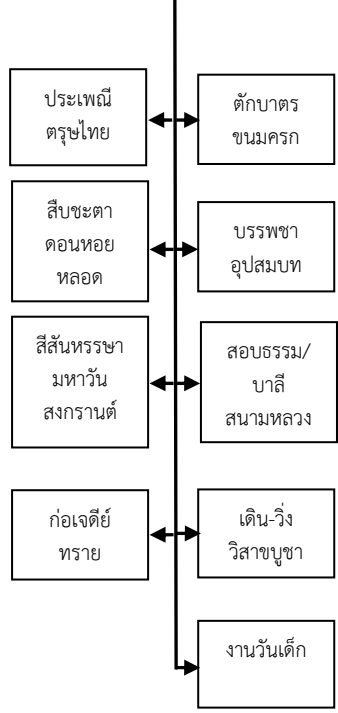 ประเพณี
ตรุษไทย
ตักบาตร
ขนมครก
สืบชะตา
ดอนหอย
หลอด
บรรพชา
อุปสมบท
สีสันหรรษา
มหาวัน
สงกรานต์
สอบธรรม/
บาลี
สนามหลวง
ก่อเจดีย์
ทราย
เดิน-วิ่ง
วิสาขบูชา
งานวันเด็ก